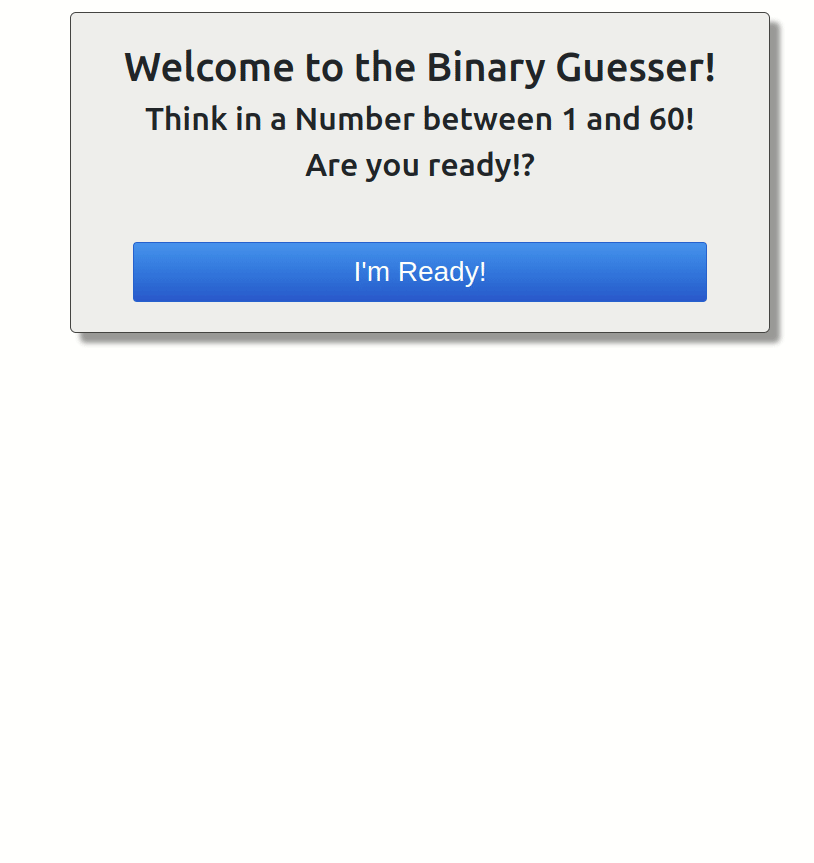 Welcome to the Binary Guesser!
Think in a Number between 1 and 60!
Are you ready!?
I'm Ready!